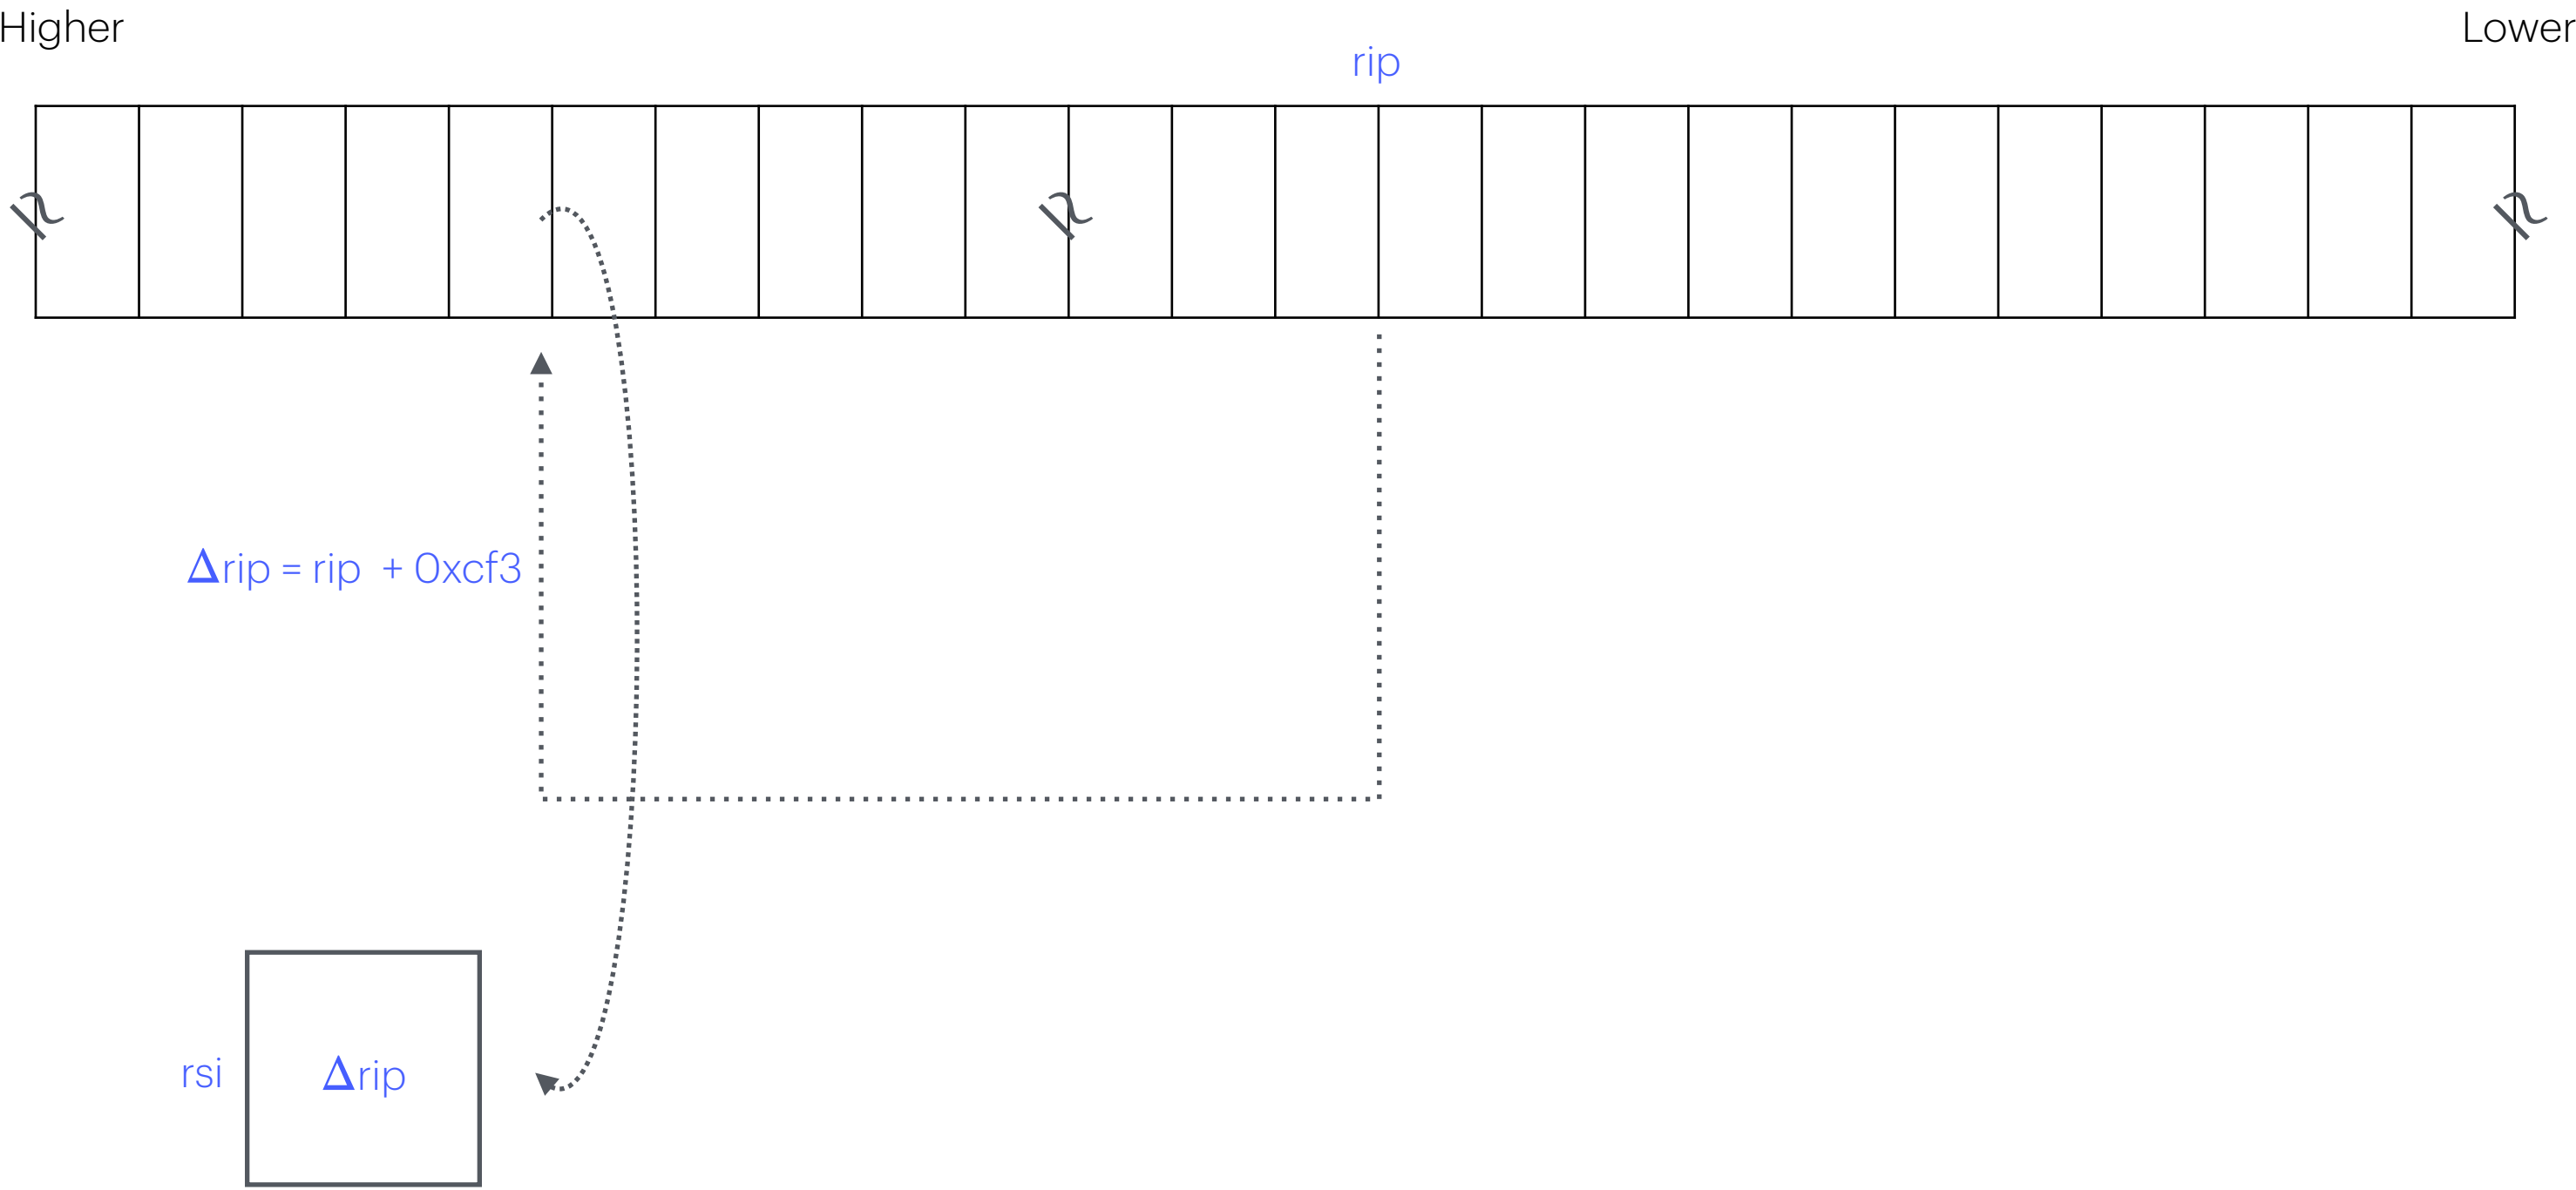 Higher
Lower
rip
Δrip = rip + 0xcf3
rsi
Δrip